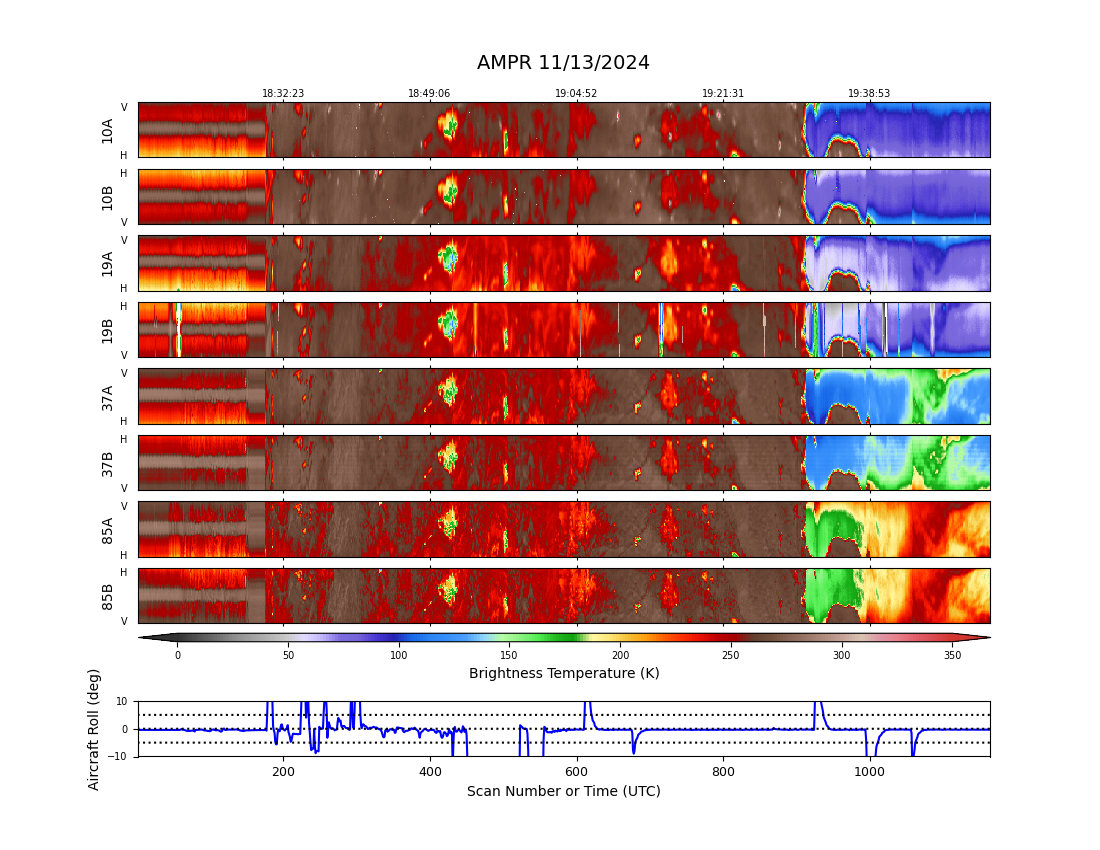 AMPR 11/13/2024
18:32:23 18:49:06 19:04:52 19:21:31 19:38:53
V
10A
H
H
10B
V
V
19A
H
H
19B
V
V
37A
H
H
37B
V
V
85A
H
H
85B
V
0 50 100 150 200 250 300 350
Brightness Temperature (K)
Aircraft Roll (deg)
10
0
−10
200 400 600 800 1000
Scan Number or Time (UTC)